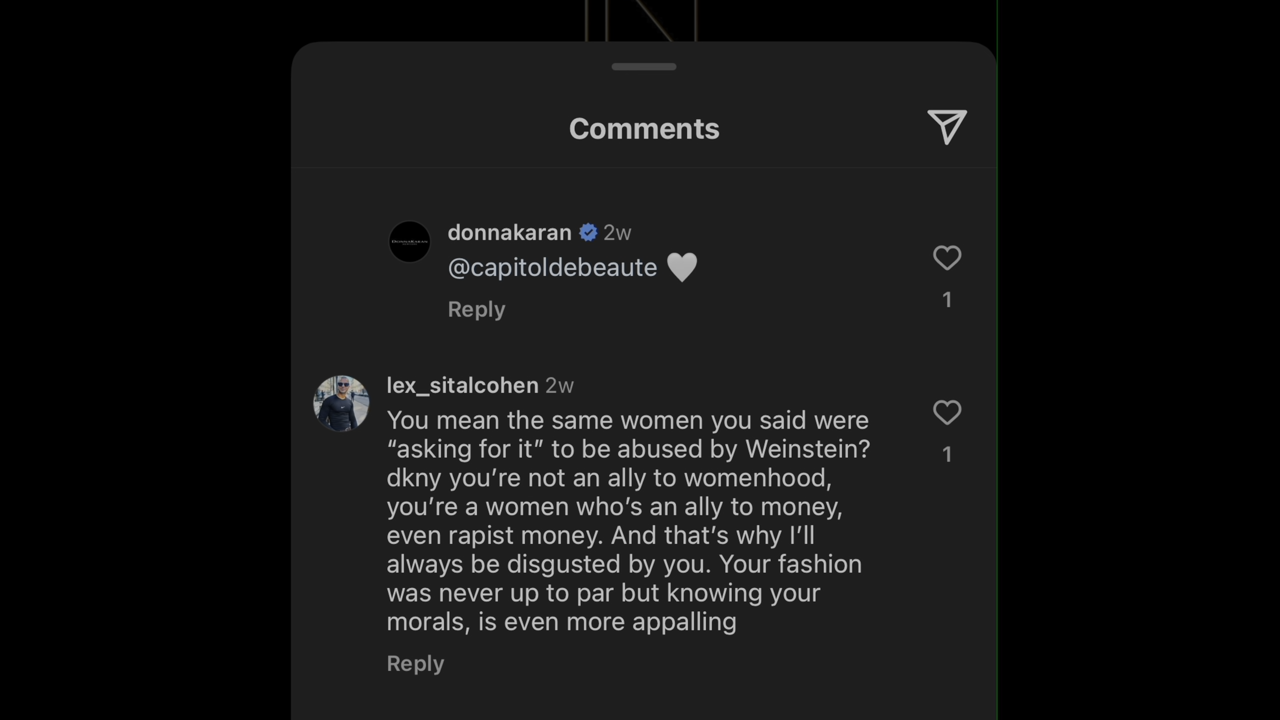 IN
Comments
donnakaran 2w
@capitoldebeaute 🤍
1
Reply
lex_sitalcohen 2w
You mean the same women you said were
“asking for it” to be abused by Weinstein?
dkny you’re not an ally to womenhood,
you’re a women who’s an ally to money,
even rapist money. And that’s why I’ll
always be disgusted by you. Your fashion
was never up to par but knowing your
morals, is even more appalling
1
Reply